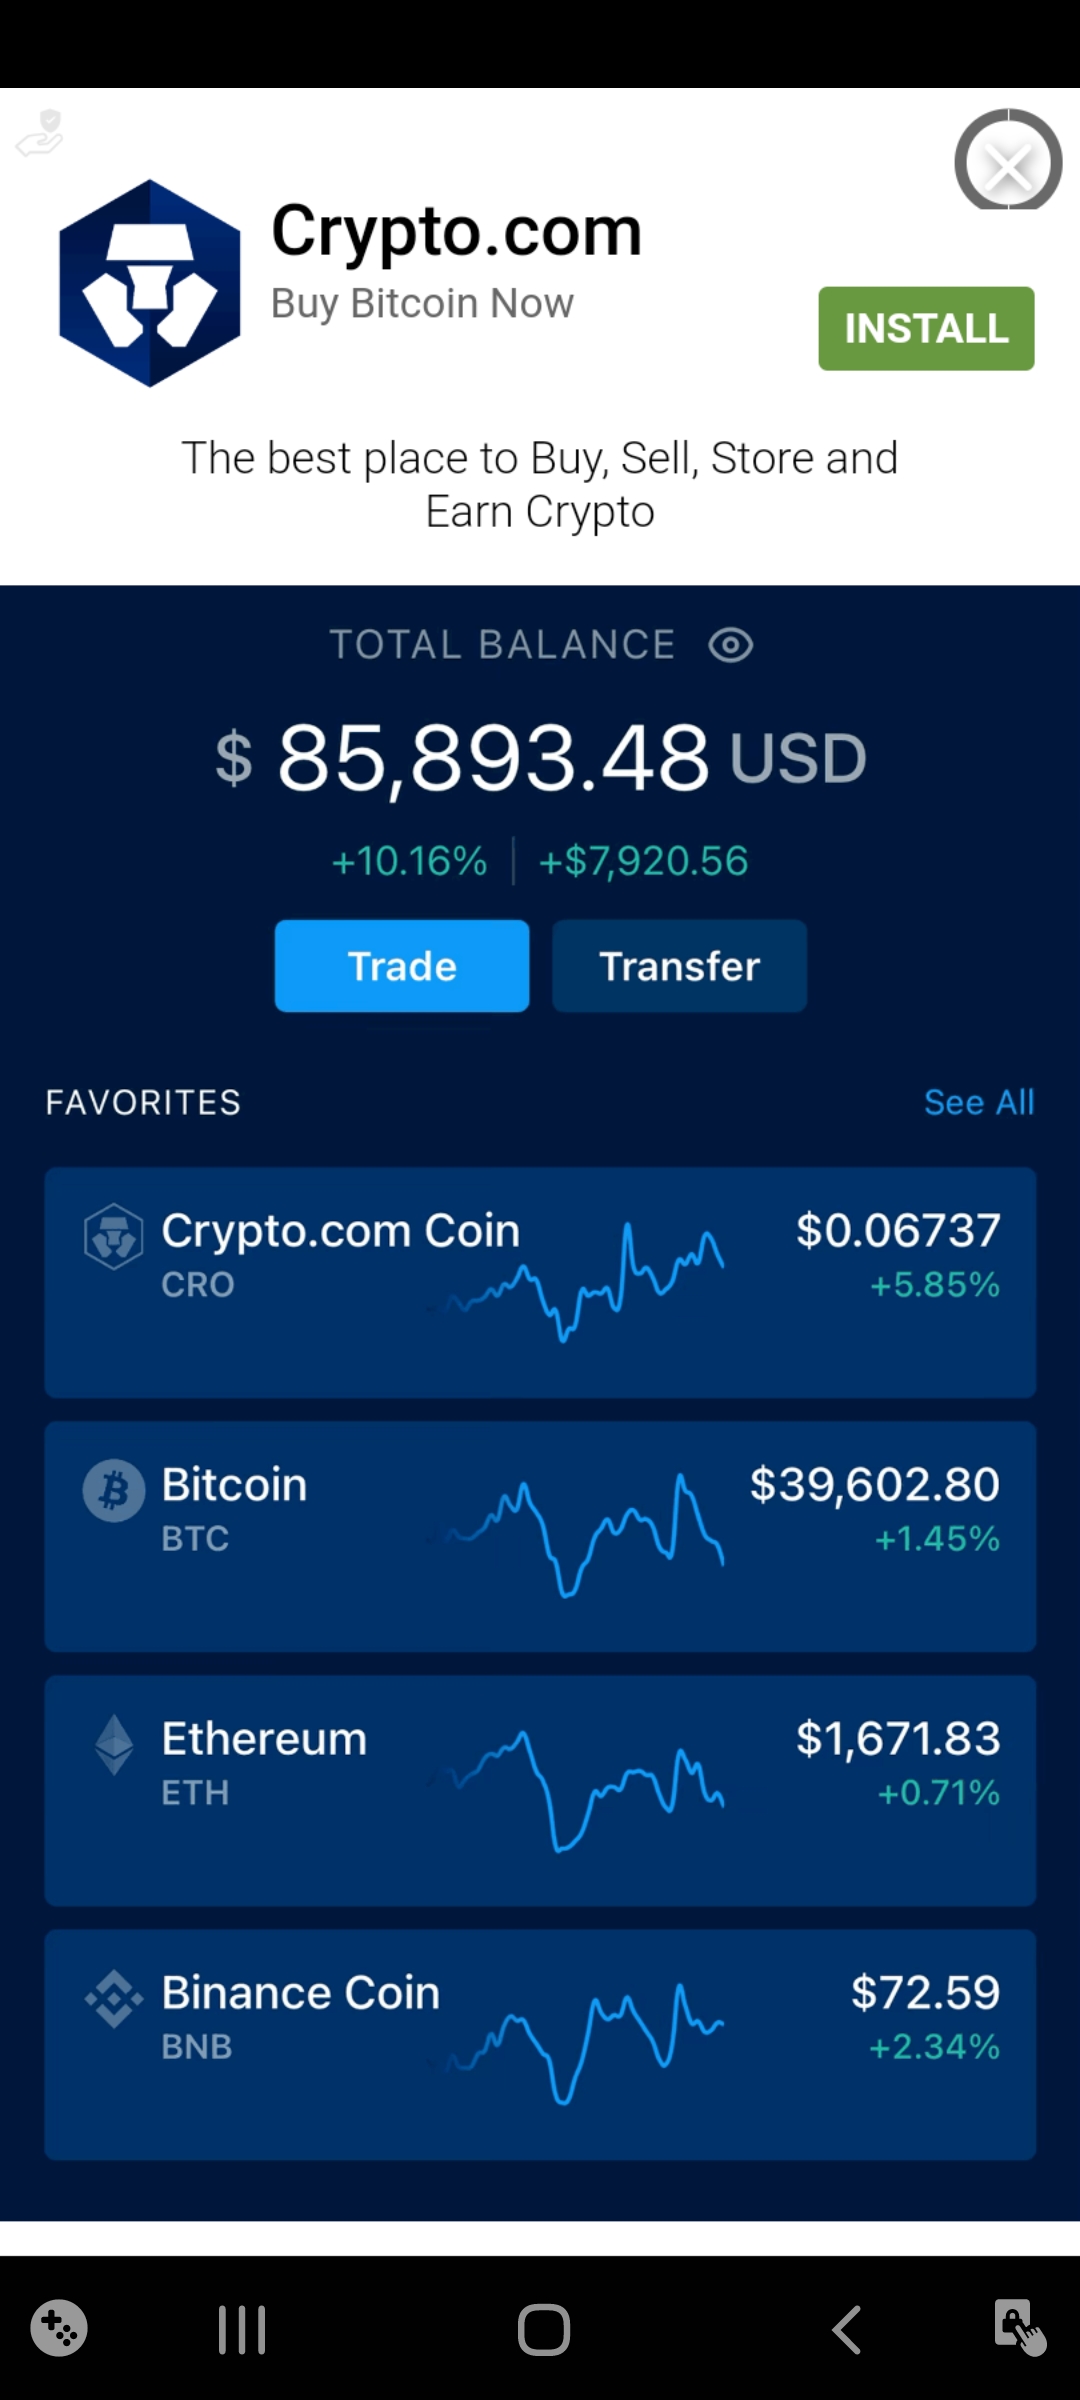 Crypto.com
Buy Bitcoin Now
INSTALL
The best place to Buy, Sell, Store and
Earn Crypto
TOTAL BALANCE
$ 85,893.48 USD
+10.16% +$7,920.56
Trade Transfer
FAVORITES See All
Crypto.com Coin $0.06737
CRO +5.85%
Bitcoin $39,602.80
BTC +1.45%
Ethereum $1,671.83
ETH +0.71%
Binance Coin $72.59
BNB +2.34%